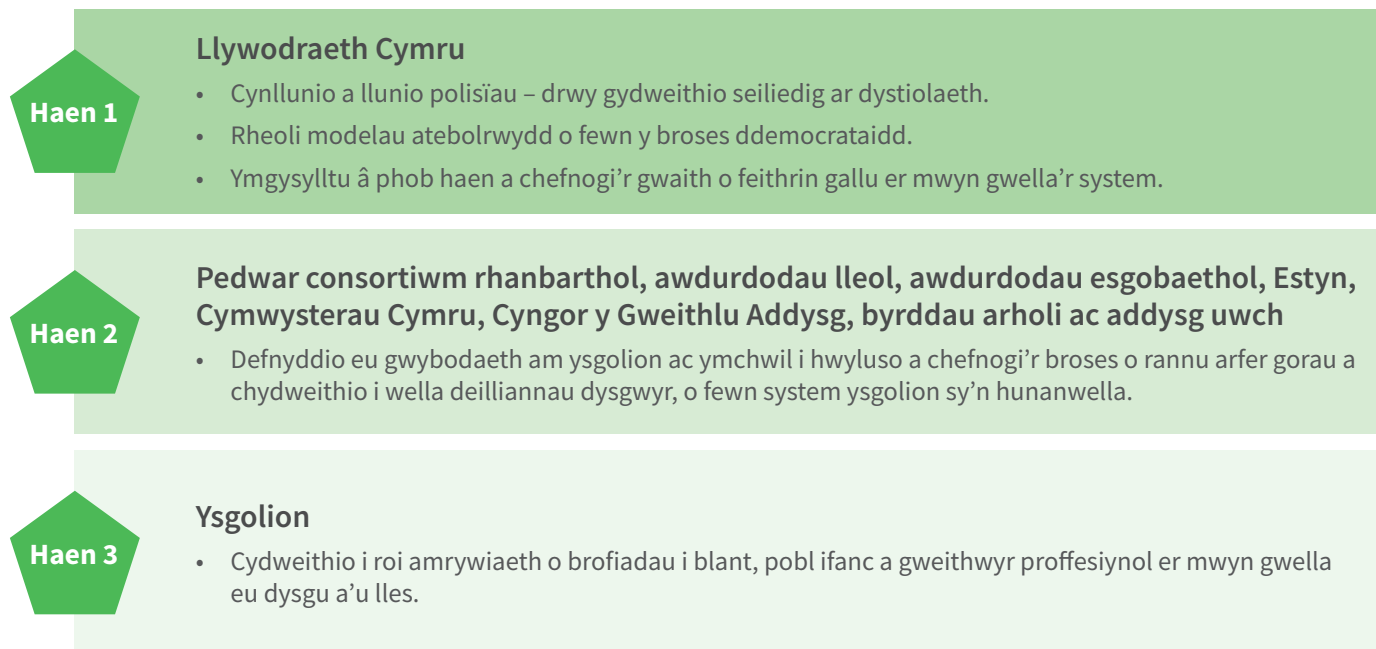 Haen 1
Llywodraeth Cymru
• Cynllunio a llunio polisïau – drwy gydweithio seiliedig ar dystiolaeth.
• Rheoli modelau atebolrwydd o fewn y broses ddemocrataidd.
• Ymgysylltu â phob haen a chefnogi’r gwaith o feithrin gallu er mwyn gwella’r system.
Haen 2
Pedwar consortiwm rhanbarthol, awdurdodau lleol, awdurdodau esgobaethol, Estyn,
Cymwysterau Cymru, Cyngor y Gweithlu Addysg, byrddau arholi ac addysg uwch
• Defnyddio eu gwybodaeth am ysgolion ac ymchwil i hwyluso a chefnogi’r broses o rannu arfer gorau a
chydweithio i wella deilliannau dysgwyr, o fewn system ysgolion sy’n hunanwella.
Haen 3
Ysgolion
• Cydweithio i roi amrywiaeth o brofiadau i blant, pobl ifanc a gweithwyr proffesiynol er mwyn gwella
eu dysgu a’u lles.